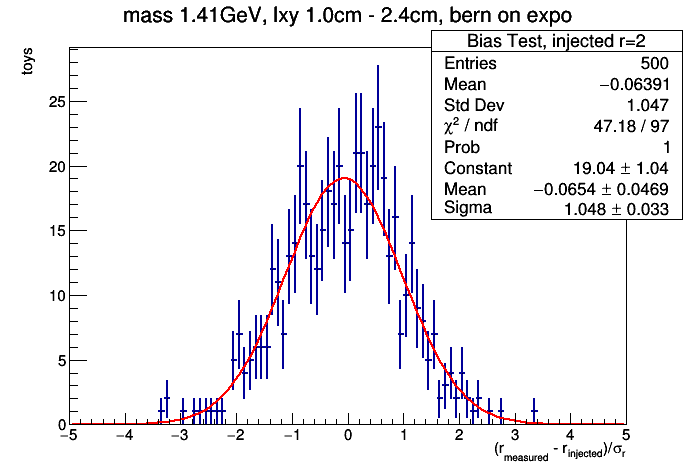 mass 1.41GeV, lxy 1.0cm - 2.4cm, bern on expo
toys
Bias Test, injected r=2
Entries 500
Mean −0.06391
Std Dev 1.047
χ² / ndf 47.18 / 97
Prob 1
Constant 19.04 ± 1.04
Mean −0.0654 ± 0.0469
Sigma 1.048 ± 0.033
25
20
15
10
5
0
−5 −4 −3 −2 −1 0 1 2 3 4 5
(r_measured - r_injected)/σ_r